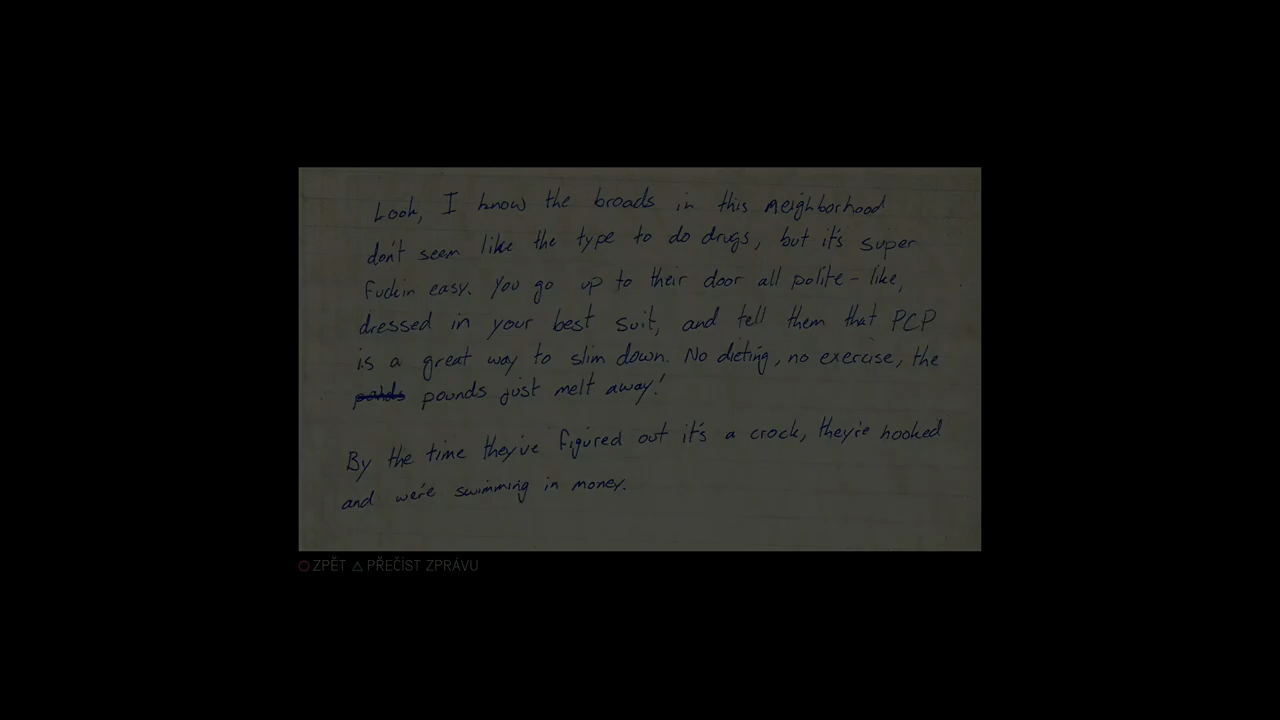 Look, I know the broads in this neighborhood
don't seem like the type to do drugs, but it's super
fuckin easy. You go up to their door all polite-like,
dressed in your best suit, and tell them that PCP
is a great way to slim down. No dieting, no exercise, the
pounds just melt away!
By the time they've figured out it's a crock, they're hooked
and we're swimming in money.
ZPĚT PŘEČÍST ZPRÁVU